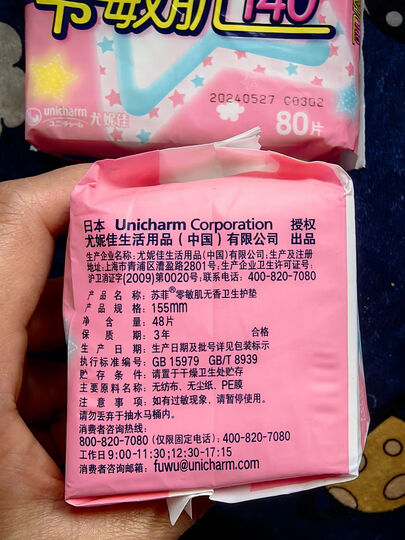 敏肌 140
20240527 C0302
unicharm
ユニ・チャーム 尤妮佳
80片
日本 Unicharm Corporation 授权
尤妮佳生活用品(中国)有限公司 出品
生产企业名称:尤妮佳生活用品(中国)有限公司;生产及注册
地址:上海市青浦区漕盈路2801号;生产企业卫生许可证号:
沪卫消证字(2009)第0020号;联系电话:400-820-7080
产品名称:苏菲®零敏肌无香卫生护垫
产品规格:155mm
净含量:48片
保质期:3年 合格
生产日期:生产日期及批号详见包装标示
执行标准编号:GB 15979 GB/T 8939
贮存条件:请置于干燥卫生处贮存
主要原料名称:无纺布、无尘纸、PE膜
注意事项:如有过敏现象,请暂停使用。
请勿丢弃于抽水马桶内。
消费者咨询热线:
800-820-7080(仅限固定电话);400-820-7080
工作日9:00-11:30;12:30-17:15
消费者咨询邮箱:fuwu@unicharm.com